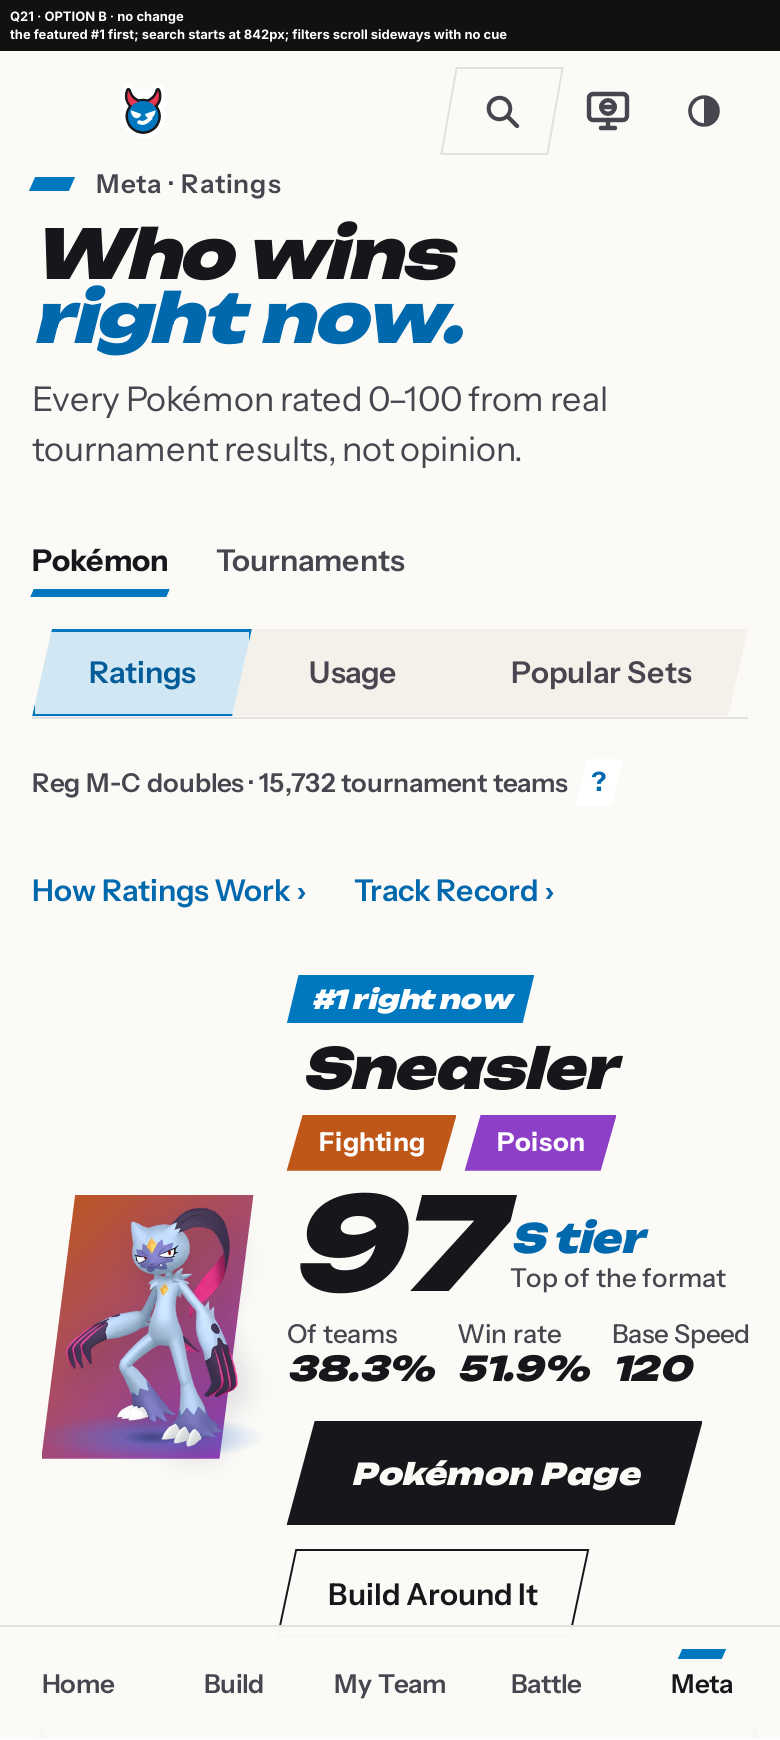 Q21 · OPTION B · no change
the featured #1 first; search starts at 842px; filters scroll sideways with no cue
Meta · Ratings
Who wins
right now.
Every Pokémon rated 0–100 from real
tournament results, not opinion.
Pokémon Tournaments
Ratings Usage Popular Sets
Reg M-C doubles · 15,732 tournament teams ?
How Ratings Work › Track Record ›
#1 right now
Sneasler
Fighting Poison
97 S tier
Top of the format
Of teams Win rate Base Speed
38.3% 51.9% 120
Pokémon Page
Build Around It
Home Build My Team Battle Meta